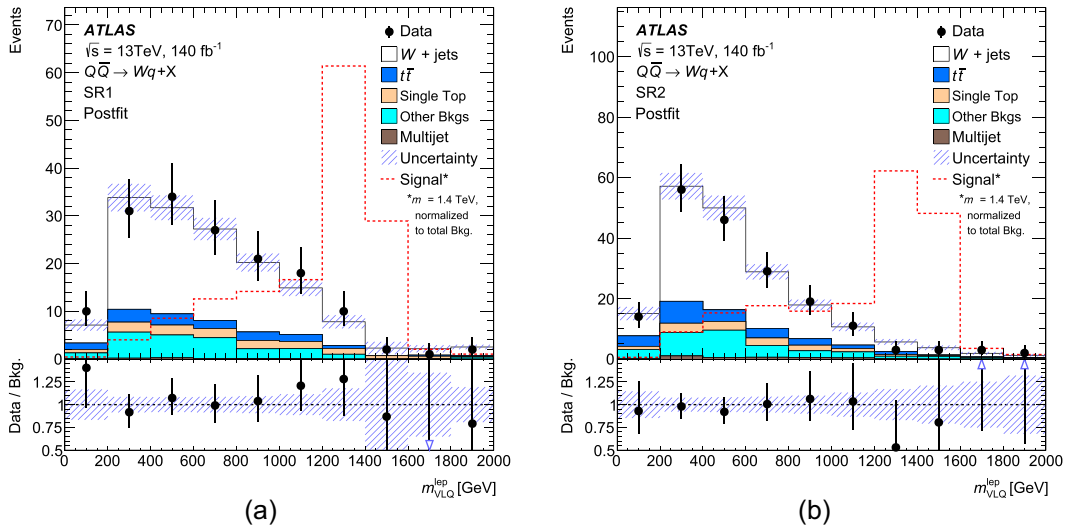 Events
70
60
50
40
30
20
10
0
ATLAS
√s = 13TeV, 140 fb⁻¹
QQ̅ → Wq+X
SR1
Postfit
Data
W + jets
tt̅
Single Top
Other Bkgs
Multijet
Uncertainty
Signal*
*m = 1.4 TeV,
normalized
to total Bkg.
Data / Bkg.
1.25
1
0.75
0.5
0 200 400 600 800 1000 1200 1400 1600 1800 2000
m_VLQ^lep [GeV]
(a)
Events
100
80
60
40
20
0
ATLAS
√s = 13TeV, 140 fb⁻¹
QQ̅ → Wq+X
SR2
Postfit
Data
W + jets
tt̅
Single Top
Other Bkgs
Multijet
Uncertainty
Signal*
*m = 1.4 TeV,
normalized
to total Bkg.
Data / Bkg.
1.25
1
0.75
0.5
0 200 400 600 800 1000 1200 1400 1600 1800 2000
m_VLQ^lep [GeV]
(b)